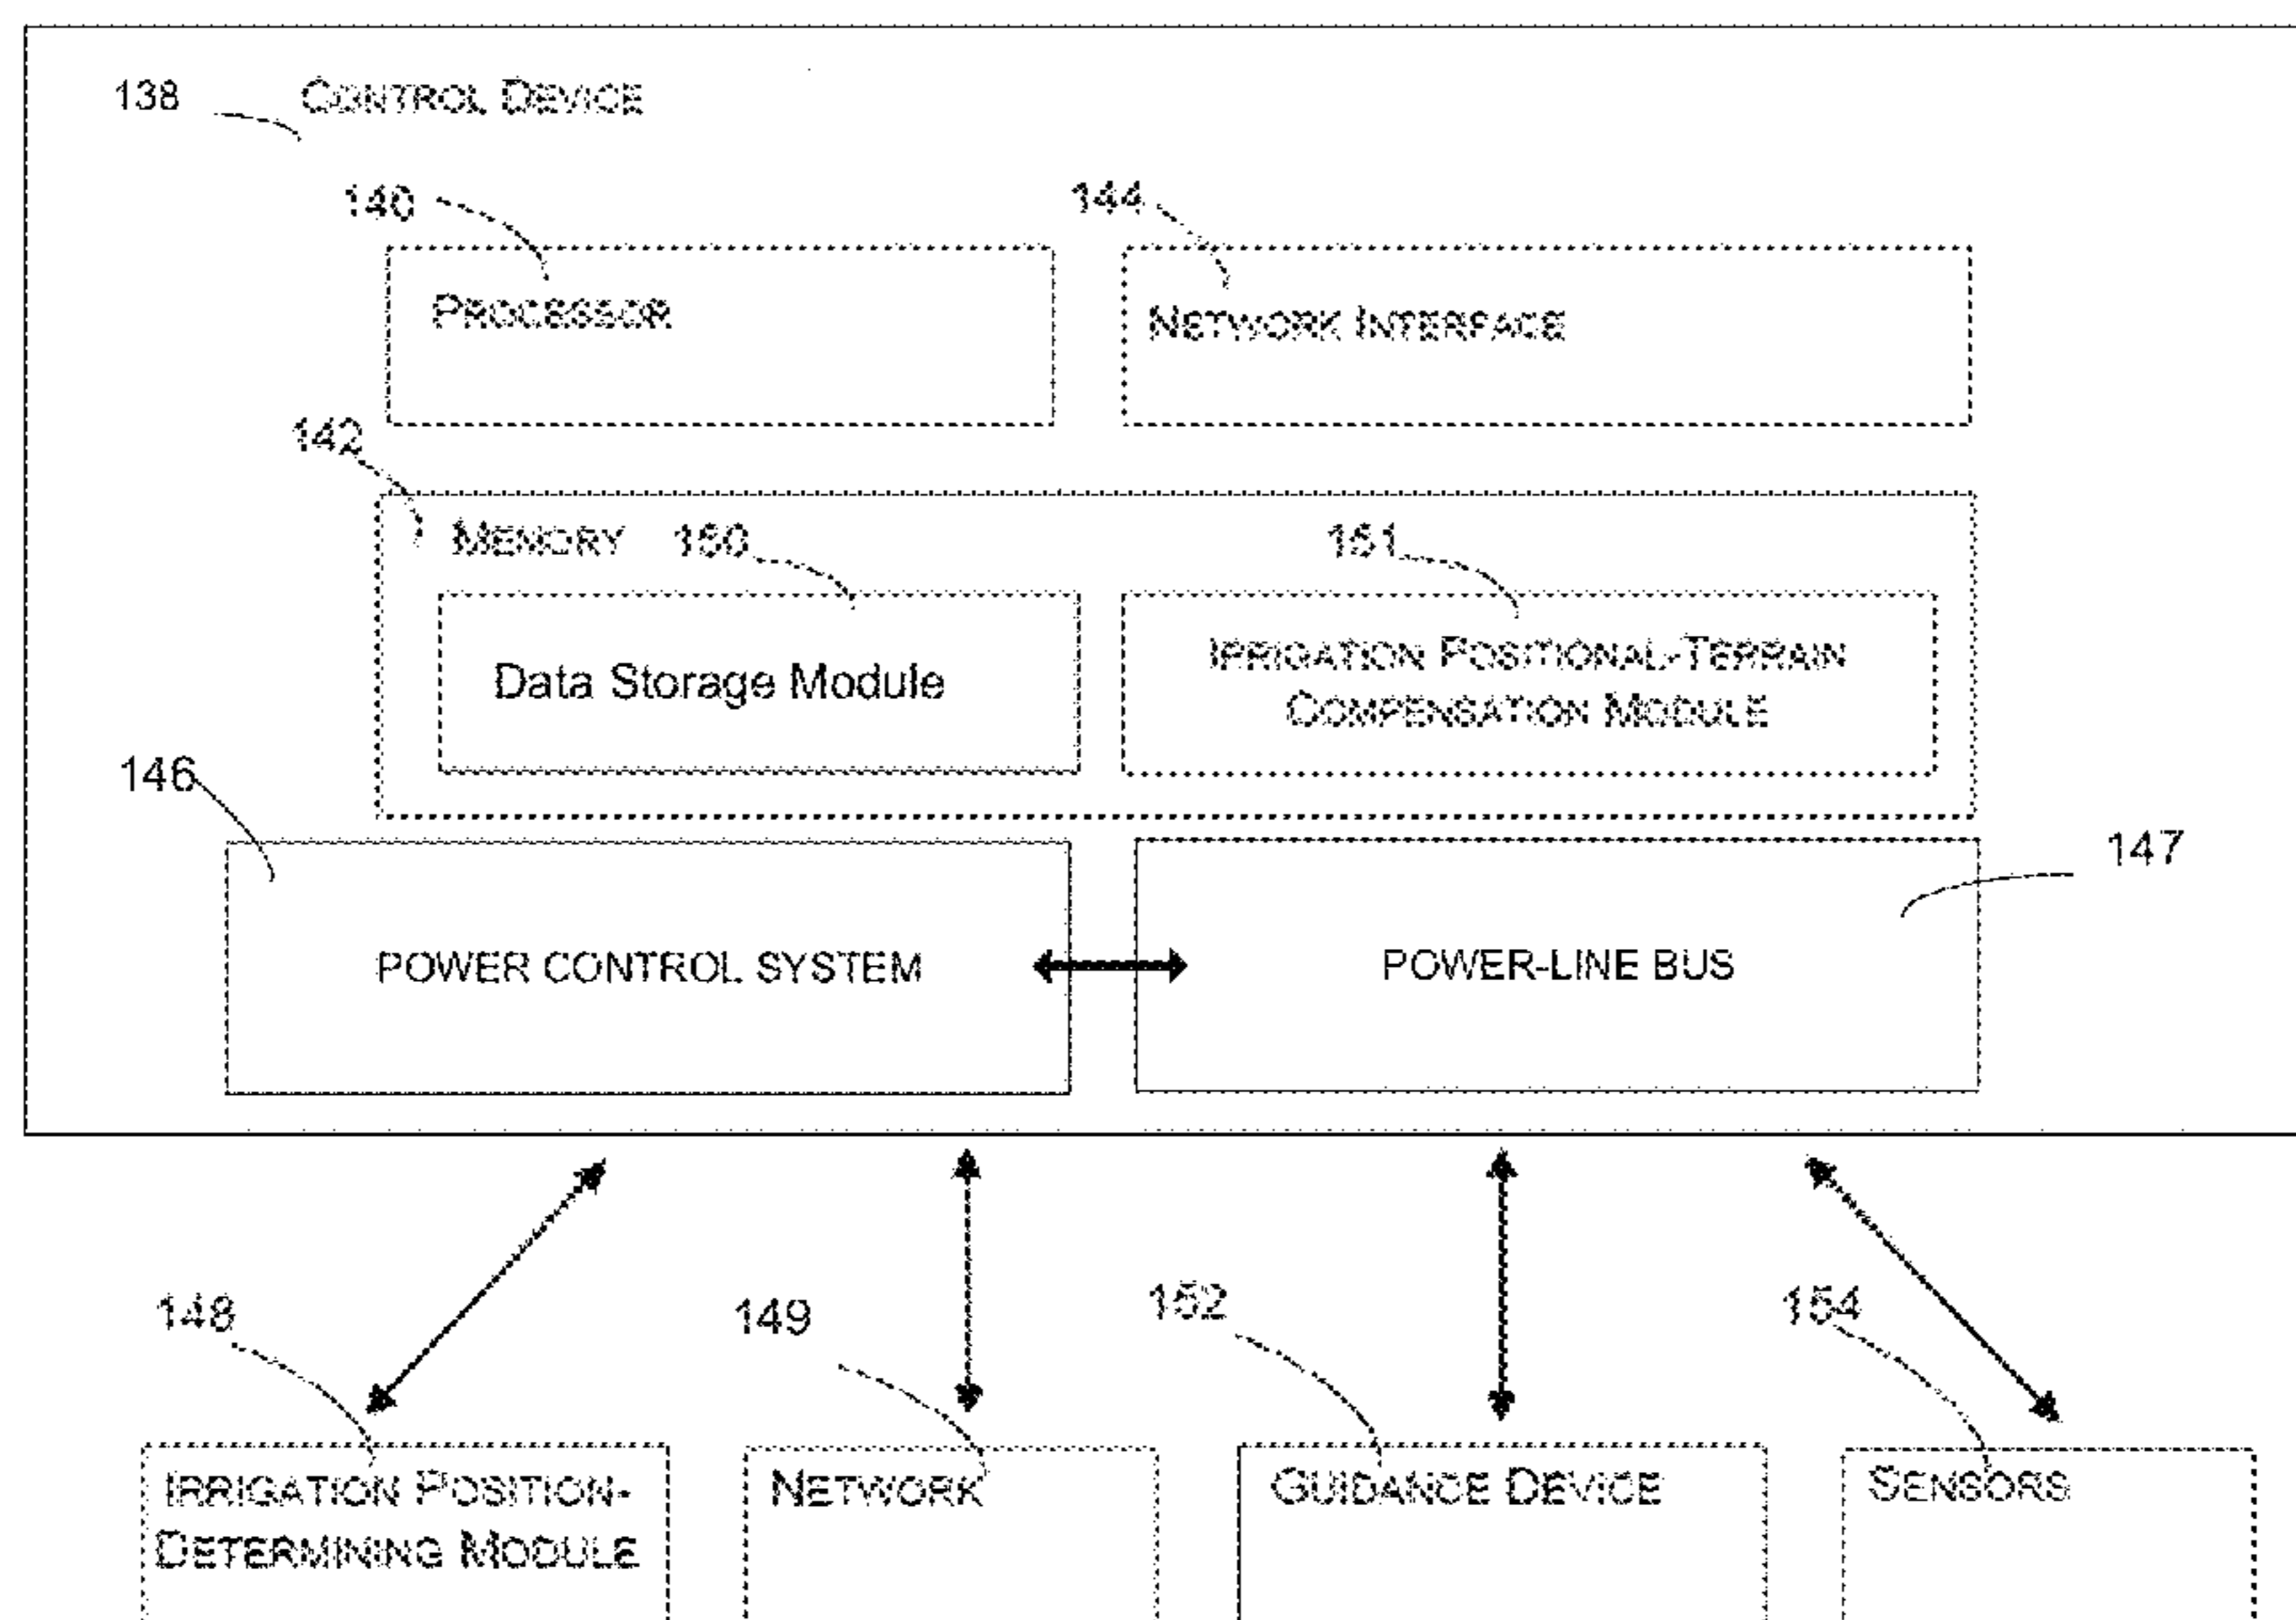 138 CONTROL DEVICE
140
144
PROCESSOR
NETWORK INTERFACE
142
MEMORY 150
151
Data Storage Module
IRRIGATION POSITIONAL-TERRAIN
COMPENSATION MODULE
146
147
POWER CONTROL SYSTEM
POWER-LINE BUS
148
149
152
154
IRRIGATION POSITION-
DETERMINING MODULE
NETWORK
GUIDANCE DEVICE
SENSORS